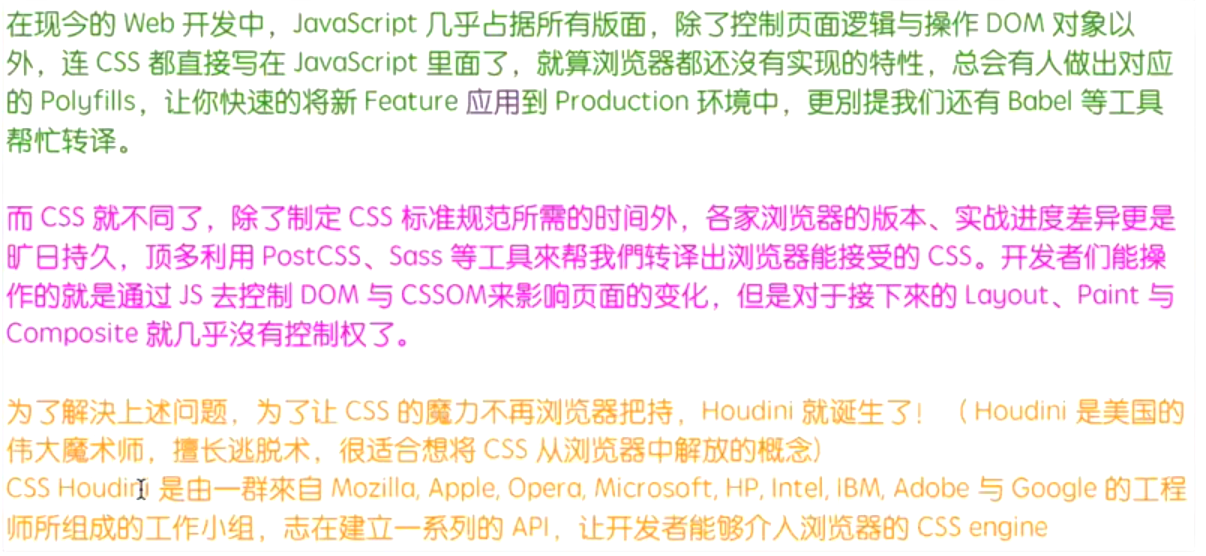 在现今的 Web 开发中，JavaScript 几乎占据所有版面，除了控制页面逻辑与操作 DOM 对象以
外，连 CSS 都直接写在 JavaScript 里面了，就算浏览器都还沒有实现的特性，总会有人做出对应
的 Polyfills，让你快速的将新 Feature 应用到 Production 环境中，更別提我们还有 Babel 等工具
帮忙转译。
而 CSS 就不同了，除了制定 CSS 标准规范所需的时间外，各家浏览器的版本、实战进度差异更是
旷日持久，顶多利用 PostCSS、Sass 等工具來帮我們转译出浏览器能接受的 CSS。开发者们能操
作的就是通过 JS 去控制 DOM 与 CSSOM来影响页面的变化，但是对于接下來的 Layout、Paint 与
Composite 就几乎沒有控制权了。
为了解決上述问题，为了让 CSS 的魔力不再浏览器把持，Houdini 就诞生了！（Houdini 是美国的
伟大魔术师，擅长逃脱术，很适合想将 CSS 从浏览器中解放的概念）
CSS Houdini 是由一群來自 Mozilla, Apple, Opera, Microsoft, HP, Intel, IBM, Adobe 与 Google 的工程
师所组成的工作小组，志在建立一系列的 API，让开发者能够介入浏览器的 CSS engine